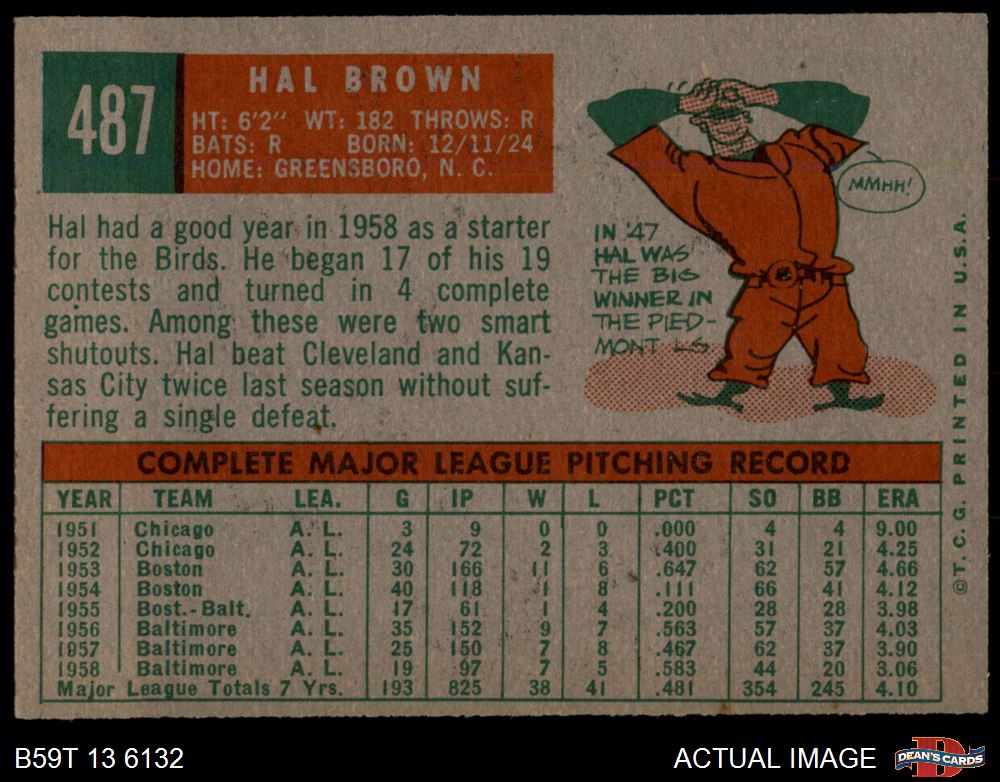 487
HAL BROWN
HT: 6'2" WT: 182 THROWS: R
BATS: R BORN: 12/11/24
HOME: GREENSBORO, N. C.
Hal had a good year in 1958 as a starter
for the Birds. He began 17 of his 19
contests and turned in 4 complete
games. Among these were two smart
shutouts. Hal beat Cleveland and Kan-
sas City twice last season without suf-
fering a single defeat.
MMHH!
IN '47
HAL WAS
THE BIG
WINNER IN
THE PIED-
MONT LG
©T.C.G. PRINTED IN U.S.A.
COMPLETE MAJOR LEAGUE PITCHING RECORD
YEAR TEAM LEA. G IP W L PCT SO BB ERA
1951 Chicago A. L. 3 9 0 0 .000 4 4 9.00
1952 Chicago A. L. 24 72 2 3 .400 31 21 4.25
1953 Boston A. L. 30 166 11 6 .647 62 57 4.66
1954 Boston A. L. 40 118 1 8 .111 66 41 4.12
1955 Bost.-Balt. A. L. 17 61 1 4 .200 28 28 3.98
1956 Baltimore A. L. 35 152 9 7 .563 57 37 4.03
1957 Baltimore A. L. 25 150 7 8 .467 62 37 3.90
1958 Baltimore A. L. 19 97 7 5 .583 44 20 3.06
Major League Totals 7 Yrs. 193 825 38 41 .481 354 245 4.10
B59T 13 6132
ACTUAL IMAGE
D
DEAN'S CARDS